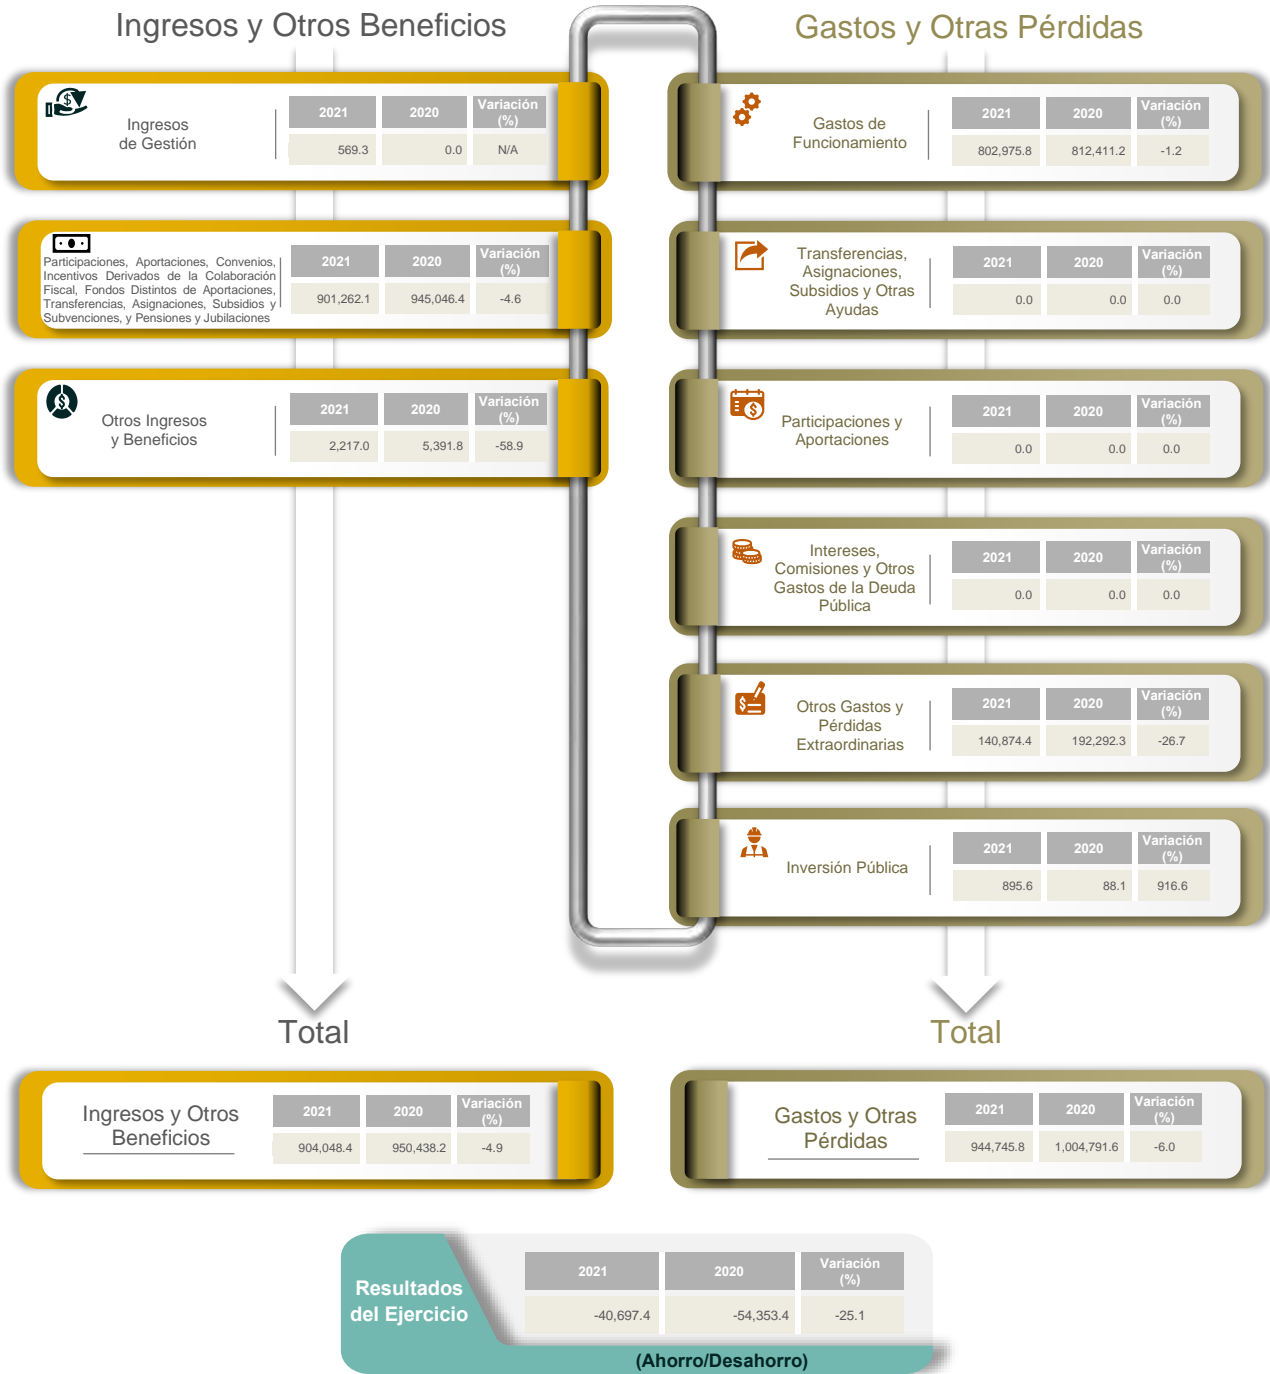 Ingresos y Otros Beneficios
Ingresos
de Gestión
2021 2020 Variación (%)
569.3 0.0 N/A
Participaciones, Aportaciones, Convenios,
Incentivos Derivados de la Colaboración
Fiscal, Fondos Distintos de Aportaciones,
Transferencias, Asignaciones, Subsidios y
Subvenciones, y Pensiones y Jubilaciones
2021 2020 Variación (%)
901,262.1 945,046.4 -4.6
Otros Ingresos
y Beneficios
2021 2020 Variación (%)
2,217.0 5,391.8 -58.9
Gastos y Otras Pérdidas
Gastos de
Funcionamiento
2021 2020 Variación (%)
802,975.8 812,411.2 -1.2
Transferencias,
Asignaciones,
Subsidios y Otras
Ayudas
2021 2020 Variación (%)
0.0 0.0 0.0
Participaciones y
Aportaciones
2021 2020 Variación (%)
0.0 0.0 0.0
Intereses,
Comisiones y Otros
Gastos de la Deuda
Pública
2021 2020 Variación (%)
0.0 0.0 0.0
Otros Gastos y
Pérdidas
Extraordinarias
2021 2020 Variación (%)
140,874.4 192,292.3 -26.7
Inversión Pública
2021 2020 Variación (%)
895.6 88.1 916.6
Total
Ingresos y Otros
Beneficios
2021 2020 Variación (%)
904,048.4 950,438.2 -4.9
Total
Gastos y Otras
Pérdidas
2021 2020 Variación (%)
944,745.8 1,004,791.6 -6.0
Resultados
del Ejercicio
2021 2020 Variación (%)
-40,697.4 -54,353.4 -25.1
(Ahorro/Desahorro)